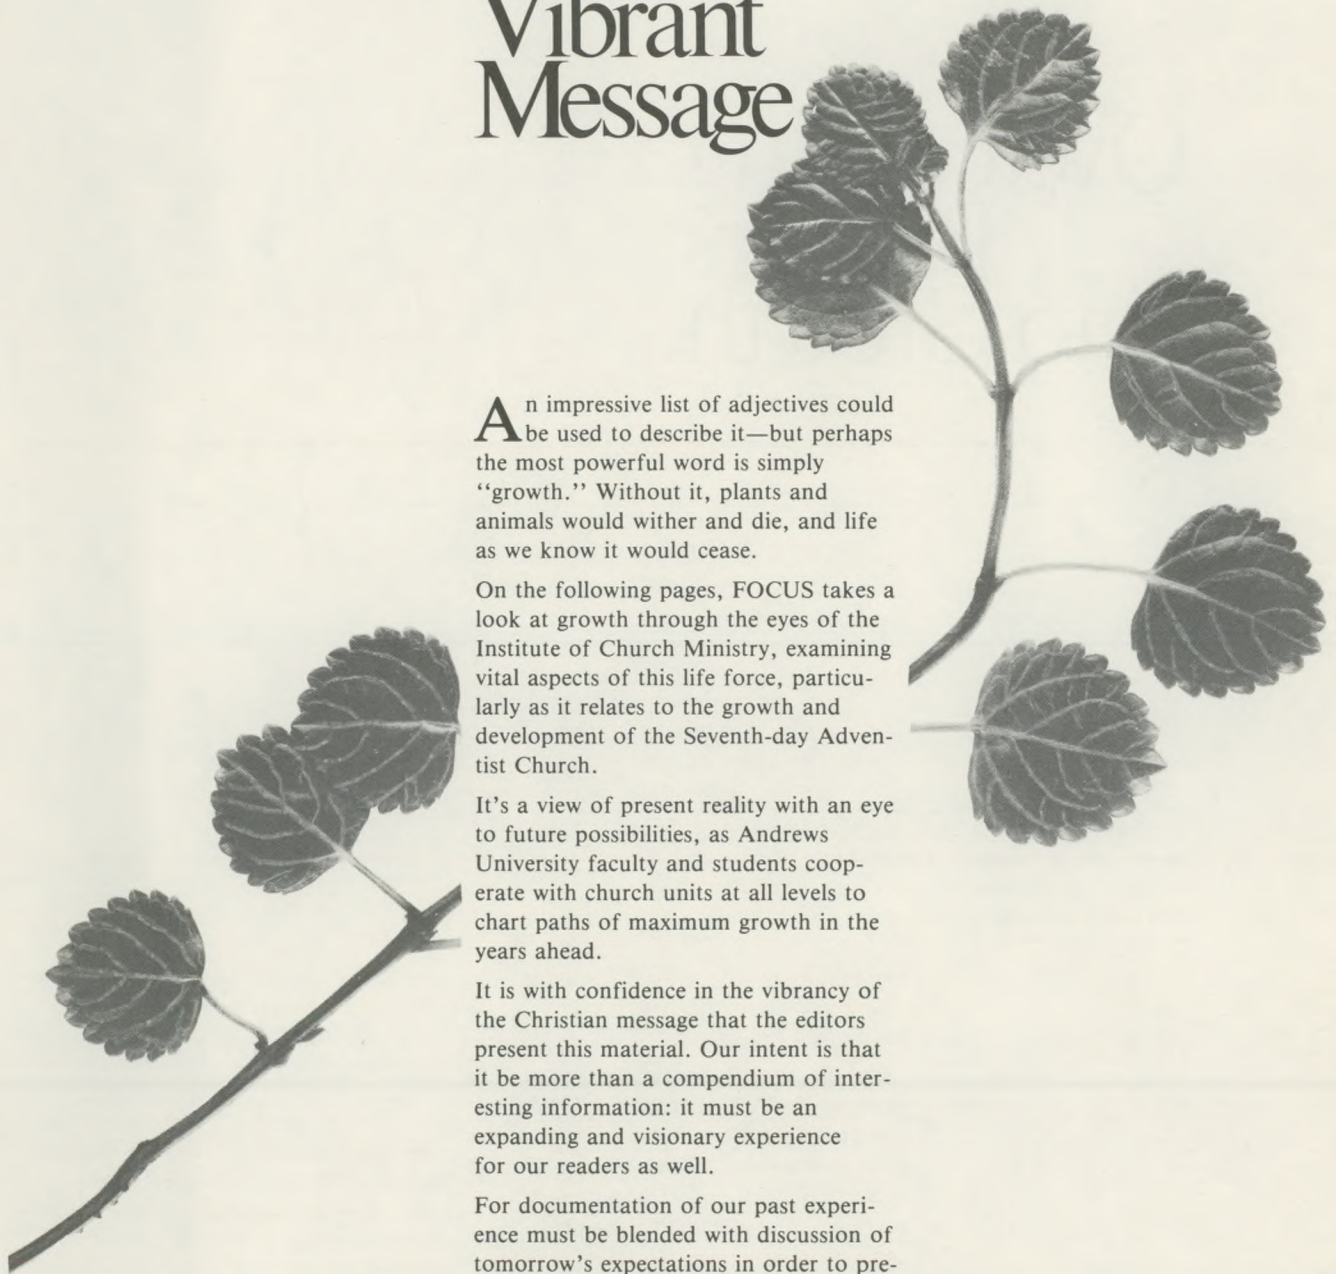 Vibrant
Message
An impressive list of adjectives could
be used to describe it—but perhaps
the most powerful word is simply
“growth.” Without it, plants and
animals would wither and die, and life
as we know it would cease.
On the following pages, FOCUS takes a
look at growth through the eyes of the
Institute of Church Ministry, examining
vital aspects of this life force, particu-
larly as it relates to the growth and
development of the Seventh-day Adven-
tist Church.
It’s a view of present reality with an eye
to future possibilities, as Andrews
University faculty and students coop-
erate with church units at all levels to
chart paths of maximum growth in the
years ahead.
It is with confidence in the vibrancy of
the Christian message that the editors
present this material. Our intent is that
it be more than a compendium of inter-
esting information: it must be an
expanding and visionary experience
for our readers as well.
For documentation of our past experi-
ence must be blended with discussion of
tomorrow’s expectations in order to pre-